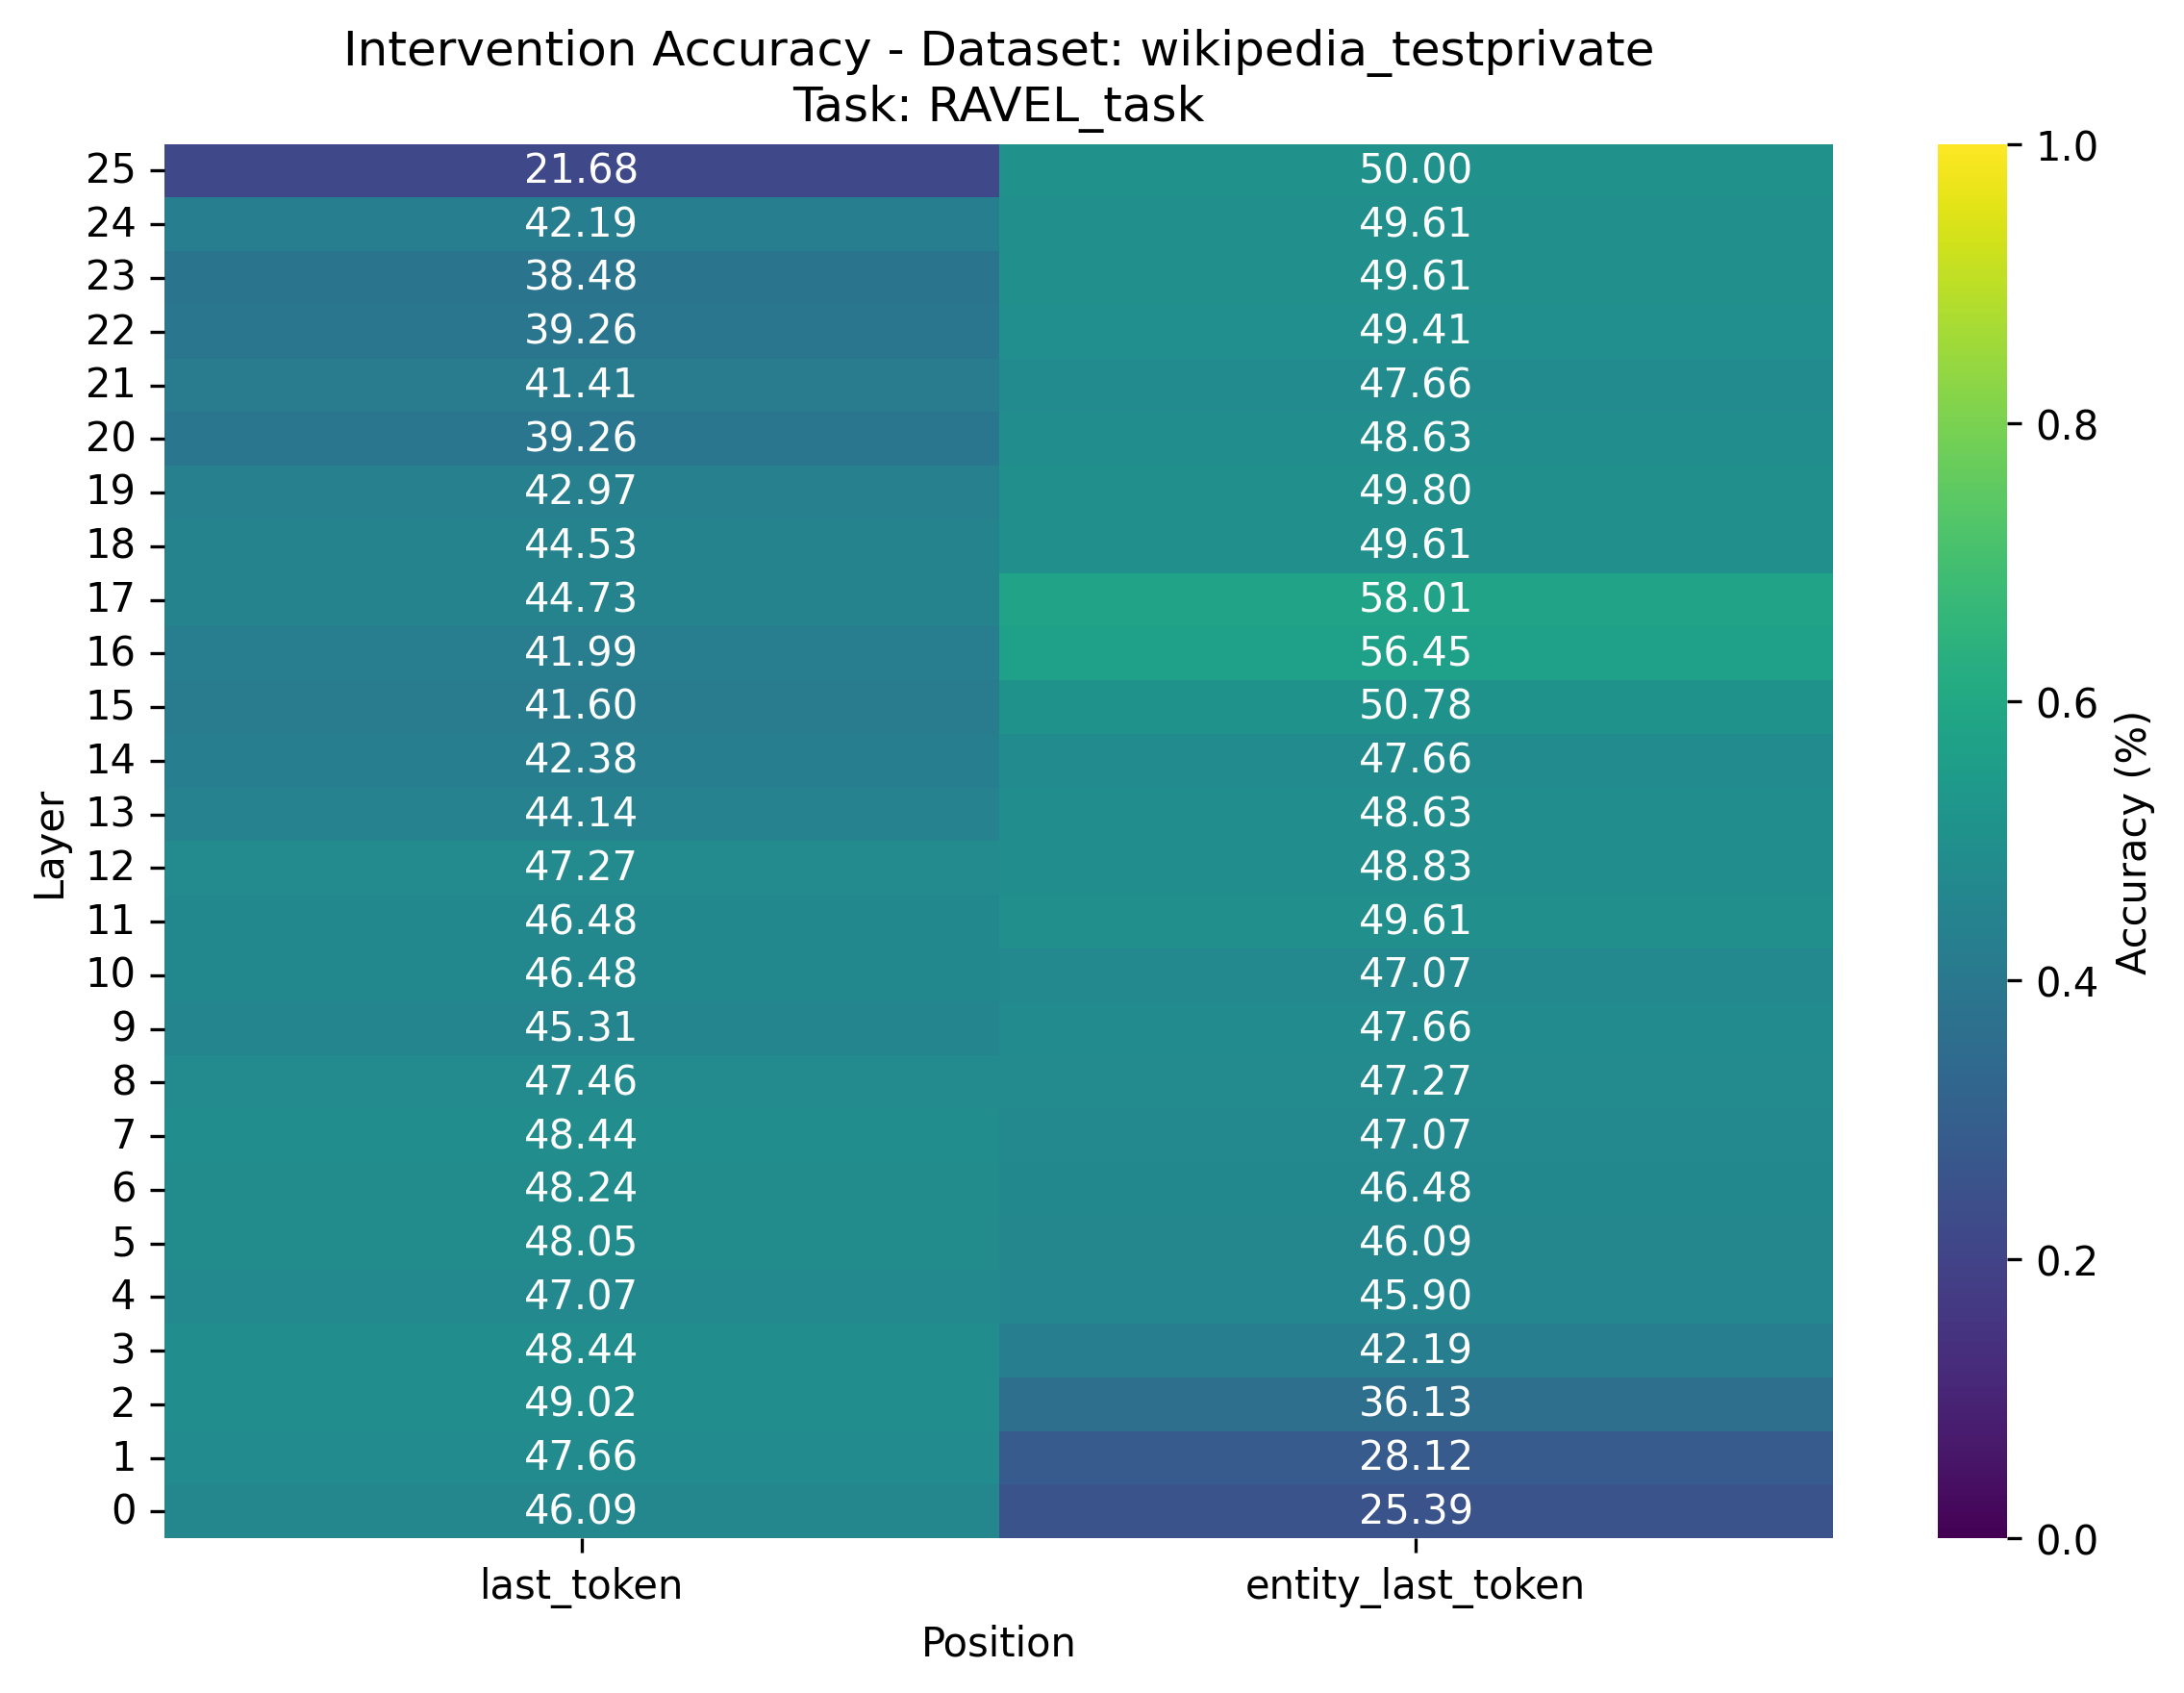 Intervention Accuracy - Dataset: wikipedia_testprivate
Task: RAVEL_task
Layer
25 21.68 50.00
24 42.19 49.61
23 38.48 49.61
22 39.26 49.41
21 41.41 47.66
20 39.26 48.63
19 42.97 49.80
18 44.53 49.61
17 44.73 58.01
16 41.99 56.45
15 41.60 50.78
14 42.38 47.66
13 44.14 48.63
12 47.27 48.83
11 46.48 49.61
10 46.48 47.07
9 45.31 47.66
8 47.46 47.27
7 48.44 47.07
6 48.24 46.48
5 48.05 46.09
4 47.07 45.90
3 48.44 42.19
2 49.02 36.13
1 47.66 28.12
0 46.09 25.39
last_token entity_last_token
Position
1.0
0.8
0.6
0.4
0.2
0.0
Accuracy (%)